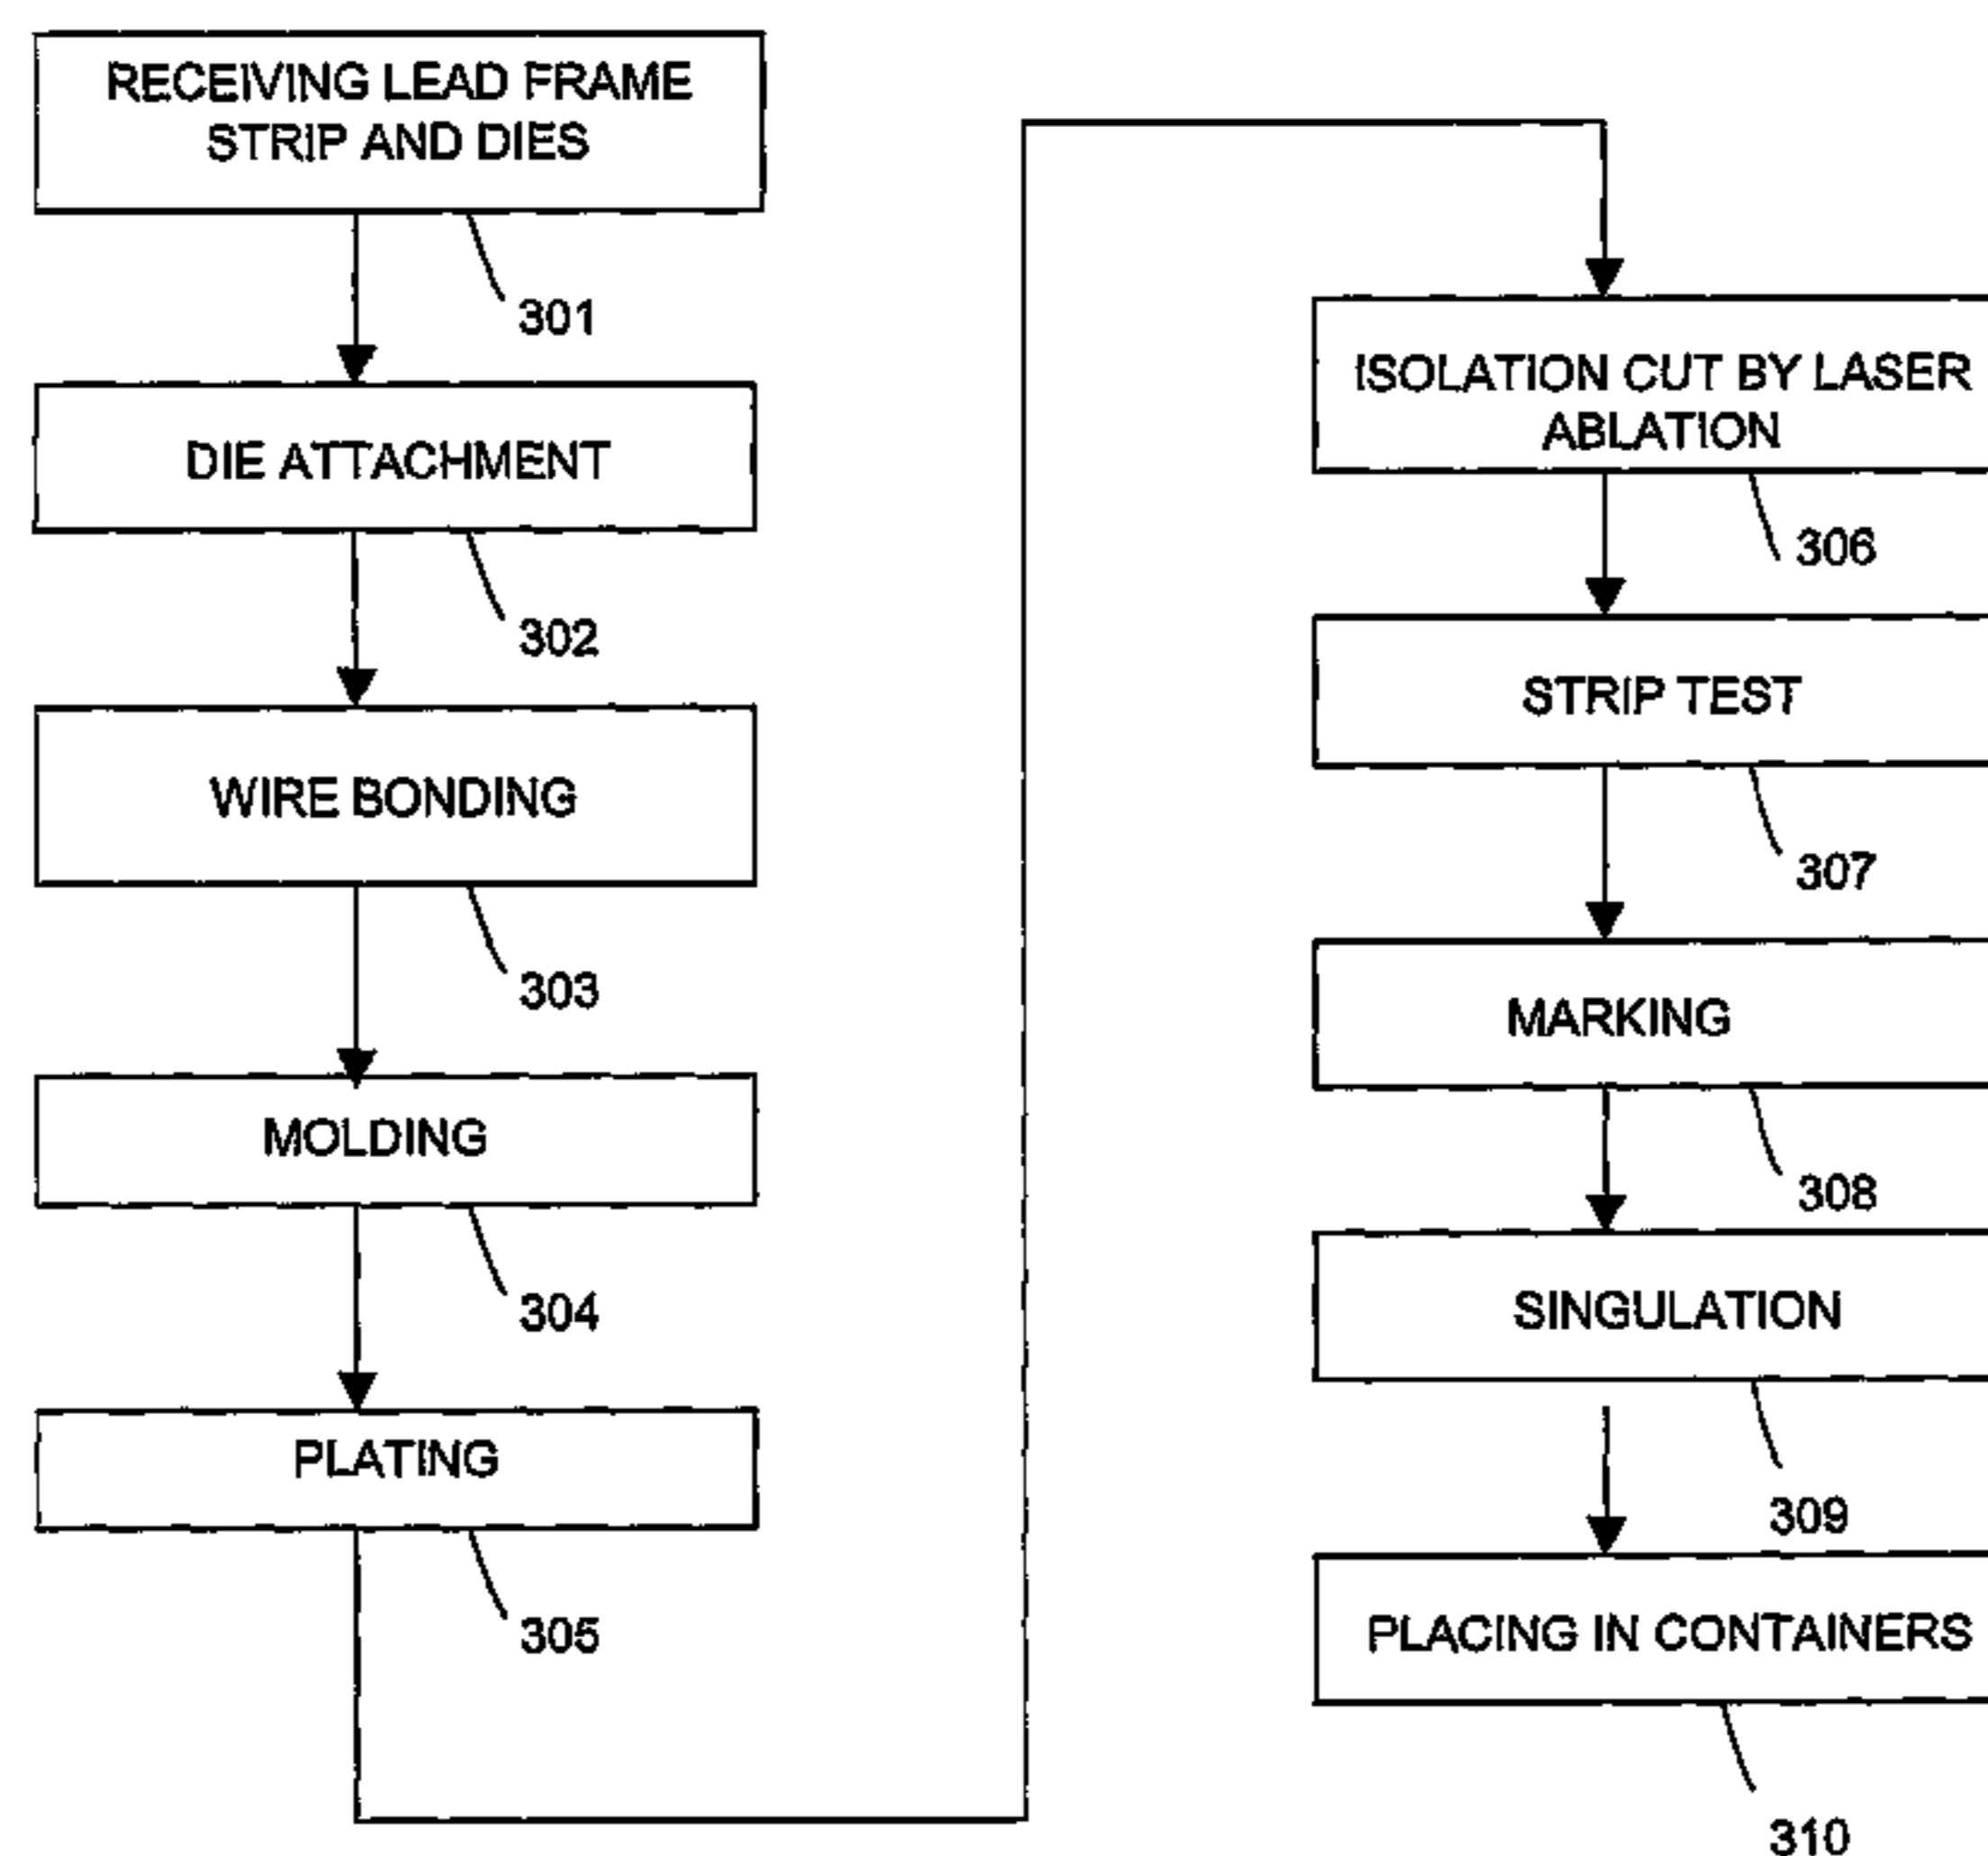 RECEIVING LEAD FRAME
STRIP AND DIES
301
DIE ATTACHMENT
302
WIRE BONDING
303
MOLDING
304
PLATING
305
ISOLATION CUT BY LASER
ABLATION
306
STRIP TEST
307
MARKING
308
SINGULATION
309
PLACING IN CONTAINERS
310